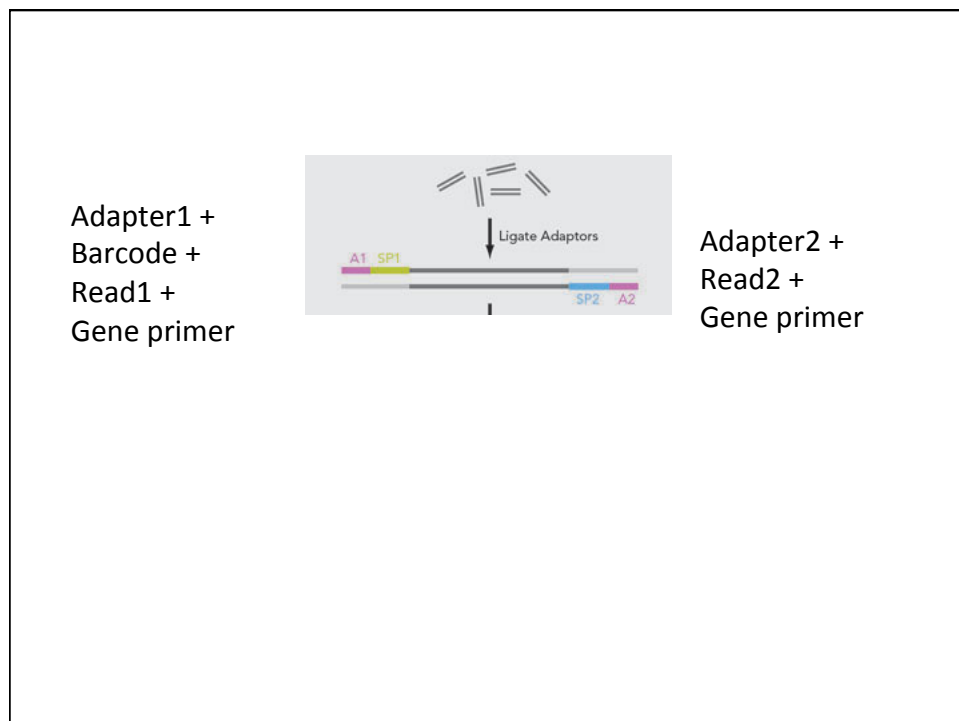 Adapter1 +
Barcode +
Read1 +
Gene primer
Ligate Adaptors
A1 SP1
SP2 A2
Adapter2 +
Read2 +
Gene primer